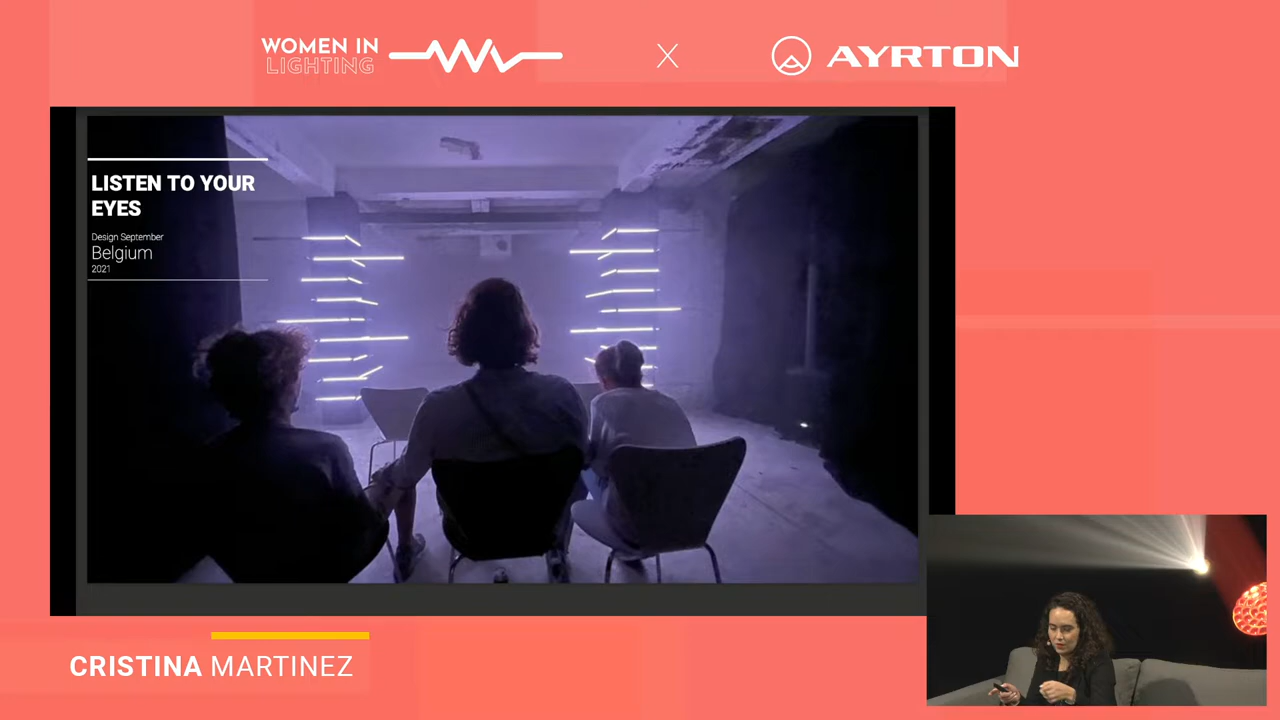 WOMEN IN
LIGHTING
AYRTON
LISTEN TO YOUR
EYES
Design September
Belgium
2021
CRISTINA MARTINEZ